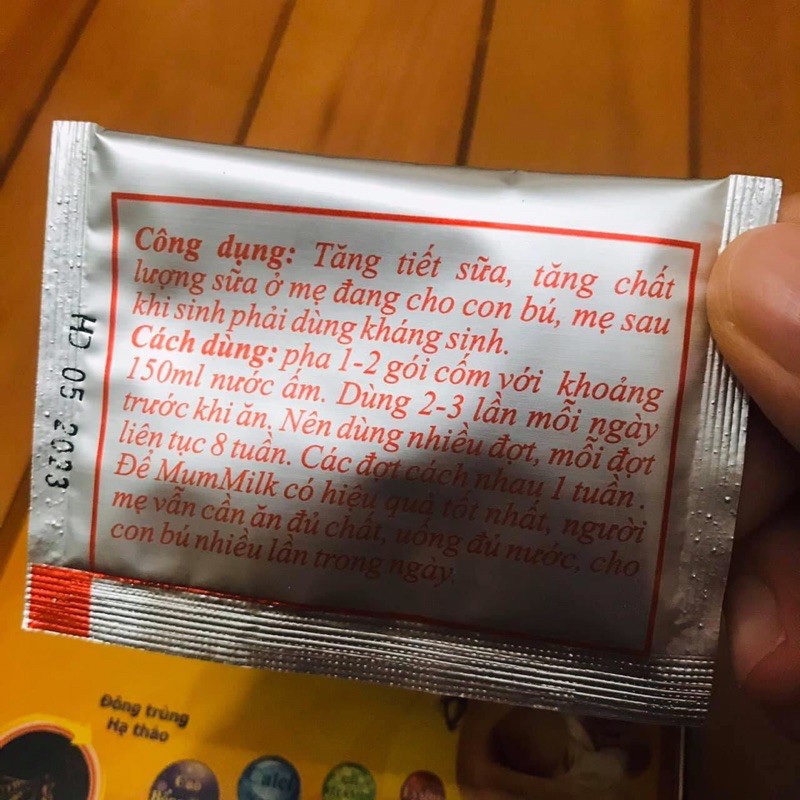 Công dụng: Tăng tiết sữa, tăng chất
lượng sữa ở mẹ đang cho con bú, mẹ sau
khi sinh phải dùng kháng sinh.
Cách dùng: pha 1-2 gói cốm với khoảng
150ml nước ấm. Dùng 2-3 lần mỗi ngày
trước khi ăn. Nên dùng nhiều đợt, mỗi đợt
liên tục 8 tuần. Các đợt cách nhau 1 tuần.
Để MumMilk có hiệu quả tốt nhất, người
mẹ vẫn cần ăn đủ chất, uống đủ nước, cho
con bú nhiều lần trong ngày.
HD 05 2023
Đông trùng
Hạ thảo
Cao
Calci